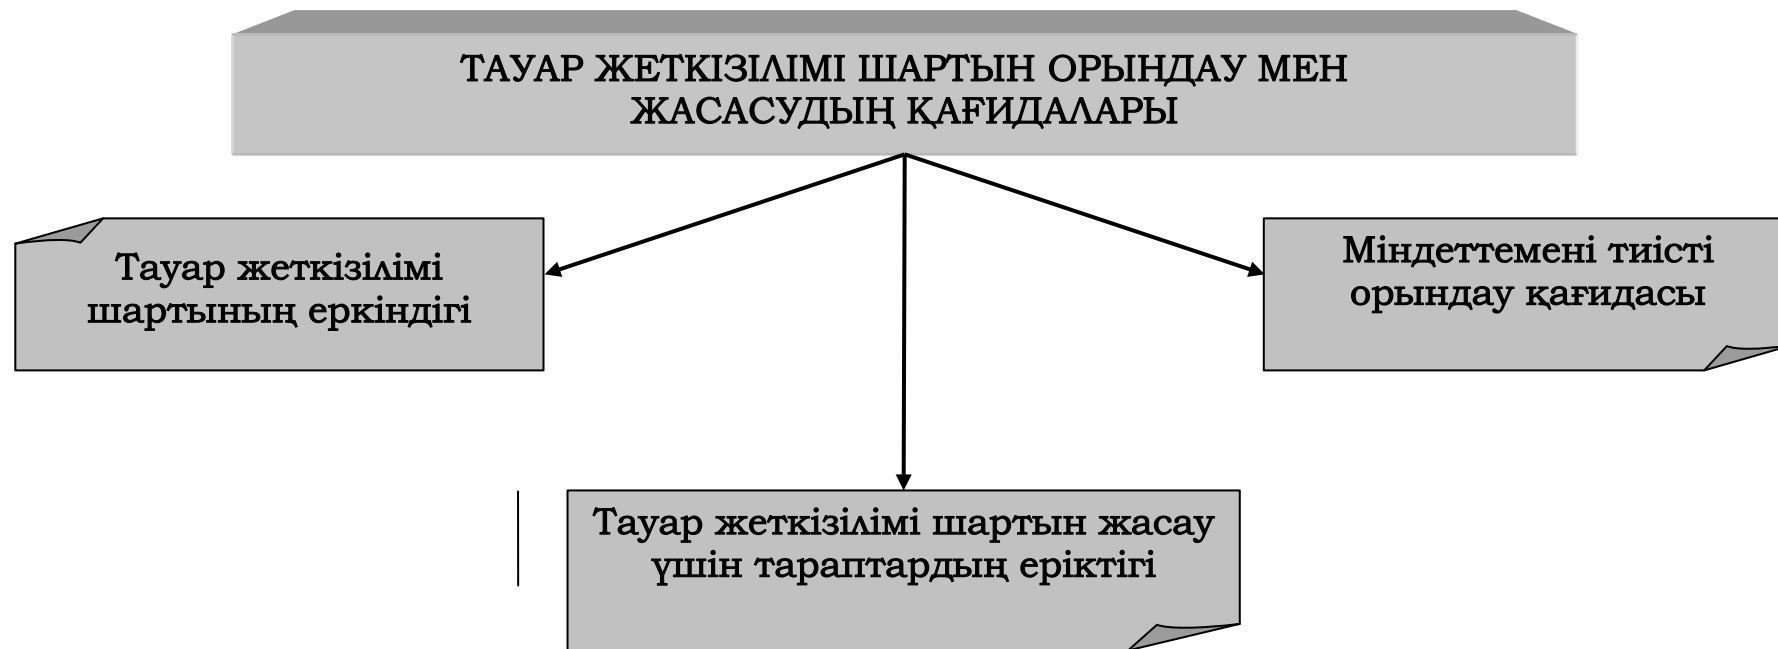 ТАУАР ЖЕТКІЗІЛІМІ ШАРТЫН ОРЫНДАУ МЕН
ЖАСАСУДЫҢ ҚАҒИДАЛАРЫ
Тауар жеткізілімі
шартының еркіндігі
Міндеттемені тиісті
орындау қағидасы
Тауар жеткізілімі шартын жасау
үшін тараптардың еріктігі